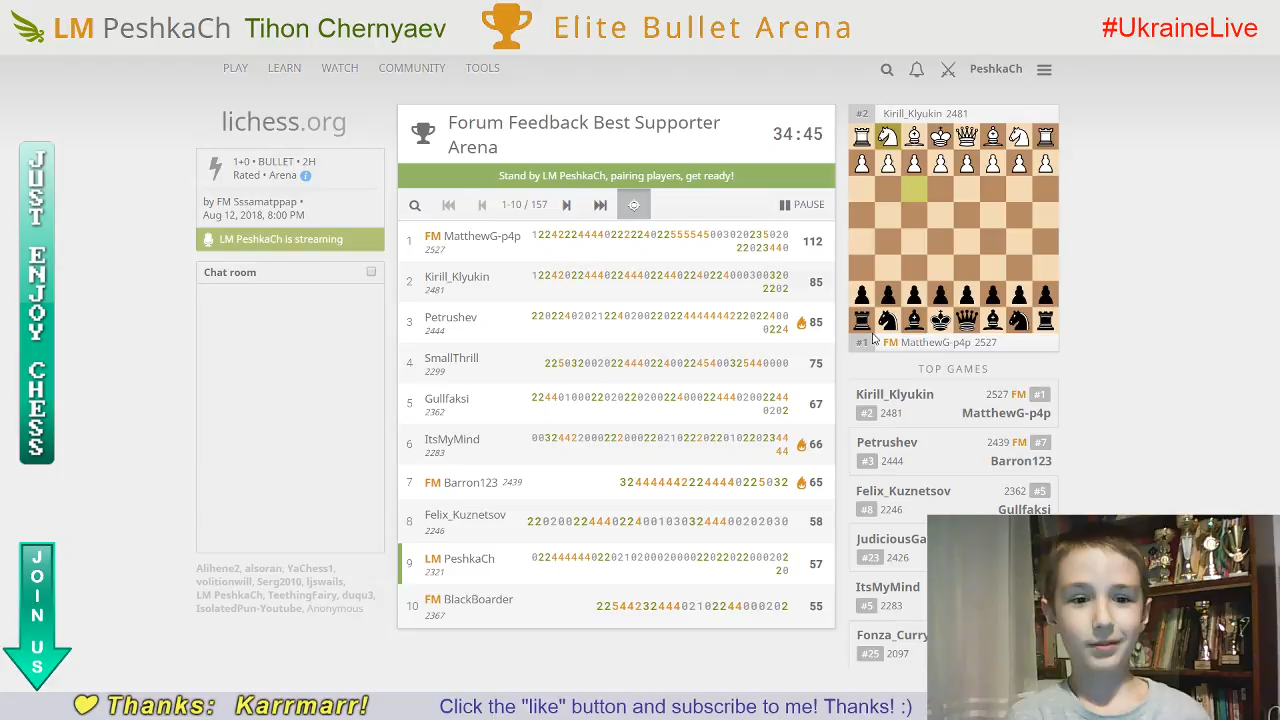 LM PeshkaCh Tihon Chernyaev
Elite Bullet Arena
#UkraineLive
PLAY LEARN WATCH COMMUNITY TOOLS
PeshkaCh
lichess.org
1+0 • BULLET • 2H
Rated • Arena
by FM Sssamatppap •
Aug 12, 2018, 8:00 PM
LM PeshkaCh is streaming
Chat room
Alihene2, alsoran, YaChess1,
volitionwill, Serg2010, ljswails,
LM PeshkaCh, TeethingFairy, duqu3,
IsolatedPun-Youtube, Anonymous
JUST ENJOY CHESS
JOIN US
Forum Feedback Best Supporter
Arena
34:45
Stand by LM PeshkaCh, pairing players, get ready!
1-10 / 157
PAUSE
1 FM MatthewG-p4p 112
2527
2 Kirill_Klyukin 85
2481
3 Petrushev 85
2444
4 SmallThrill 75
2299
5 Gullfaksi 67
2362
6 ItsMyMind 66
2283
7 FM Barron123 2439 65
8 Felix_Kuznetsov 58
2246
9 LM PeshkaCh 57
2321
10 FM BlackBoarder 55
2367
#2 Kirill_Klyukin 2481
#1 FM MatthewG-p4p 2527
TOP GAMES
Kirill_Klyukin 2527 FM #1
#2 2481 MatthewG-p4p
Petrushev 2439 FM #7
#3 2444 Barron123
Felix_Kuznetsov 2362 #5
#8 2246 Gullfaksi
JudiciousGa
#23 2426
ItsMyMind
#5 2283
Fonza_Curry
#25 2097
Thanks: Karrmarr!
Click the "like" button and subscribe to me! Thanks! :)